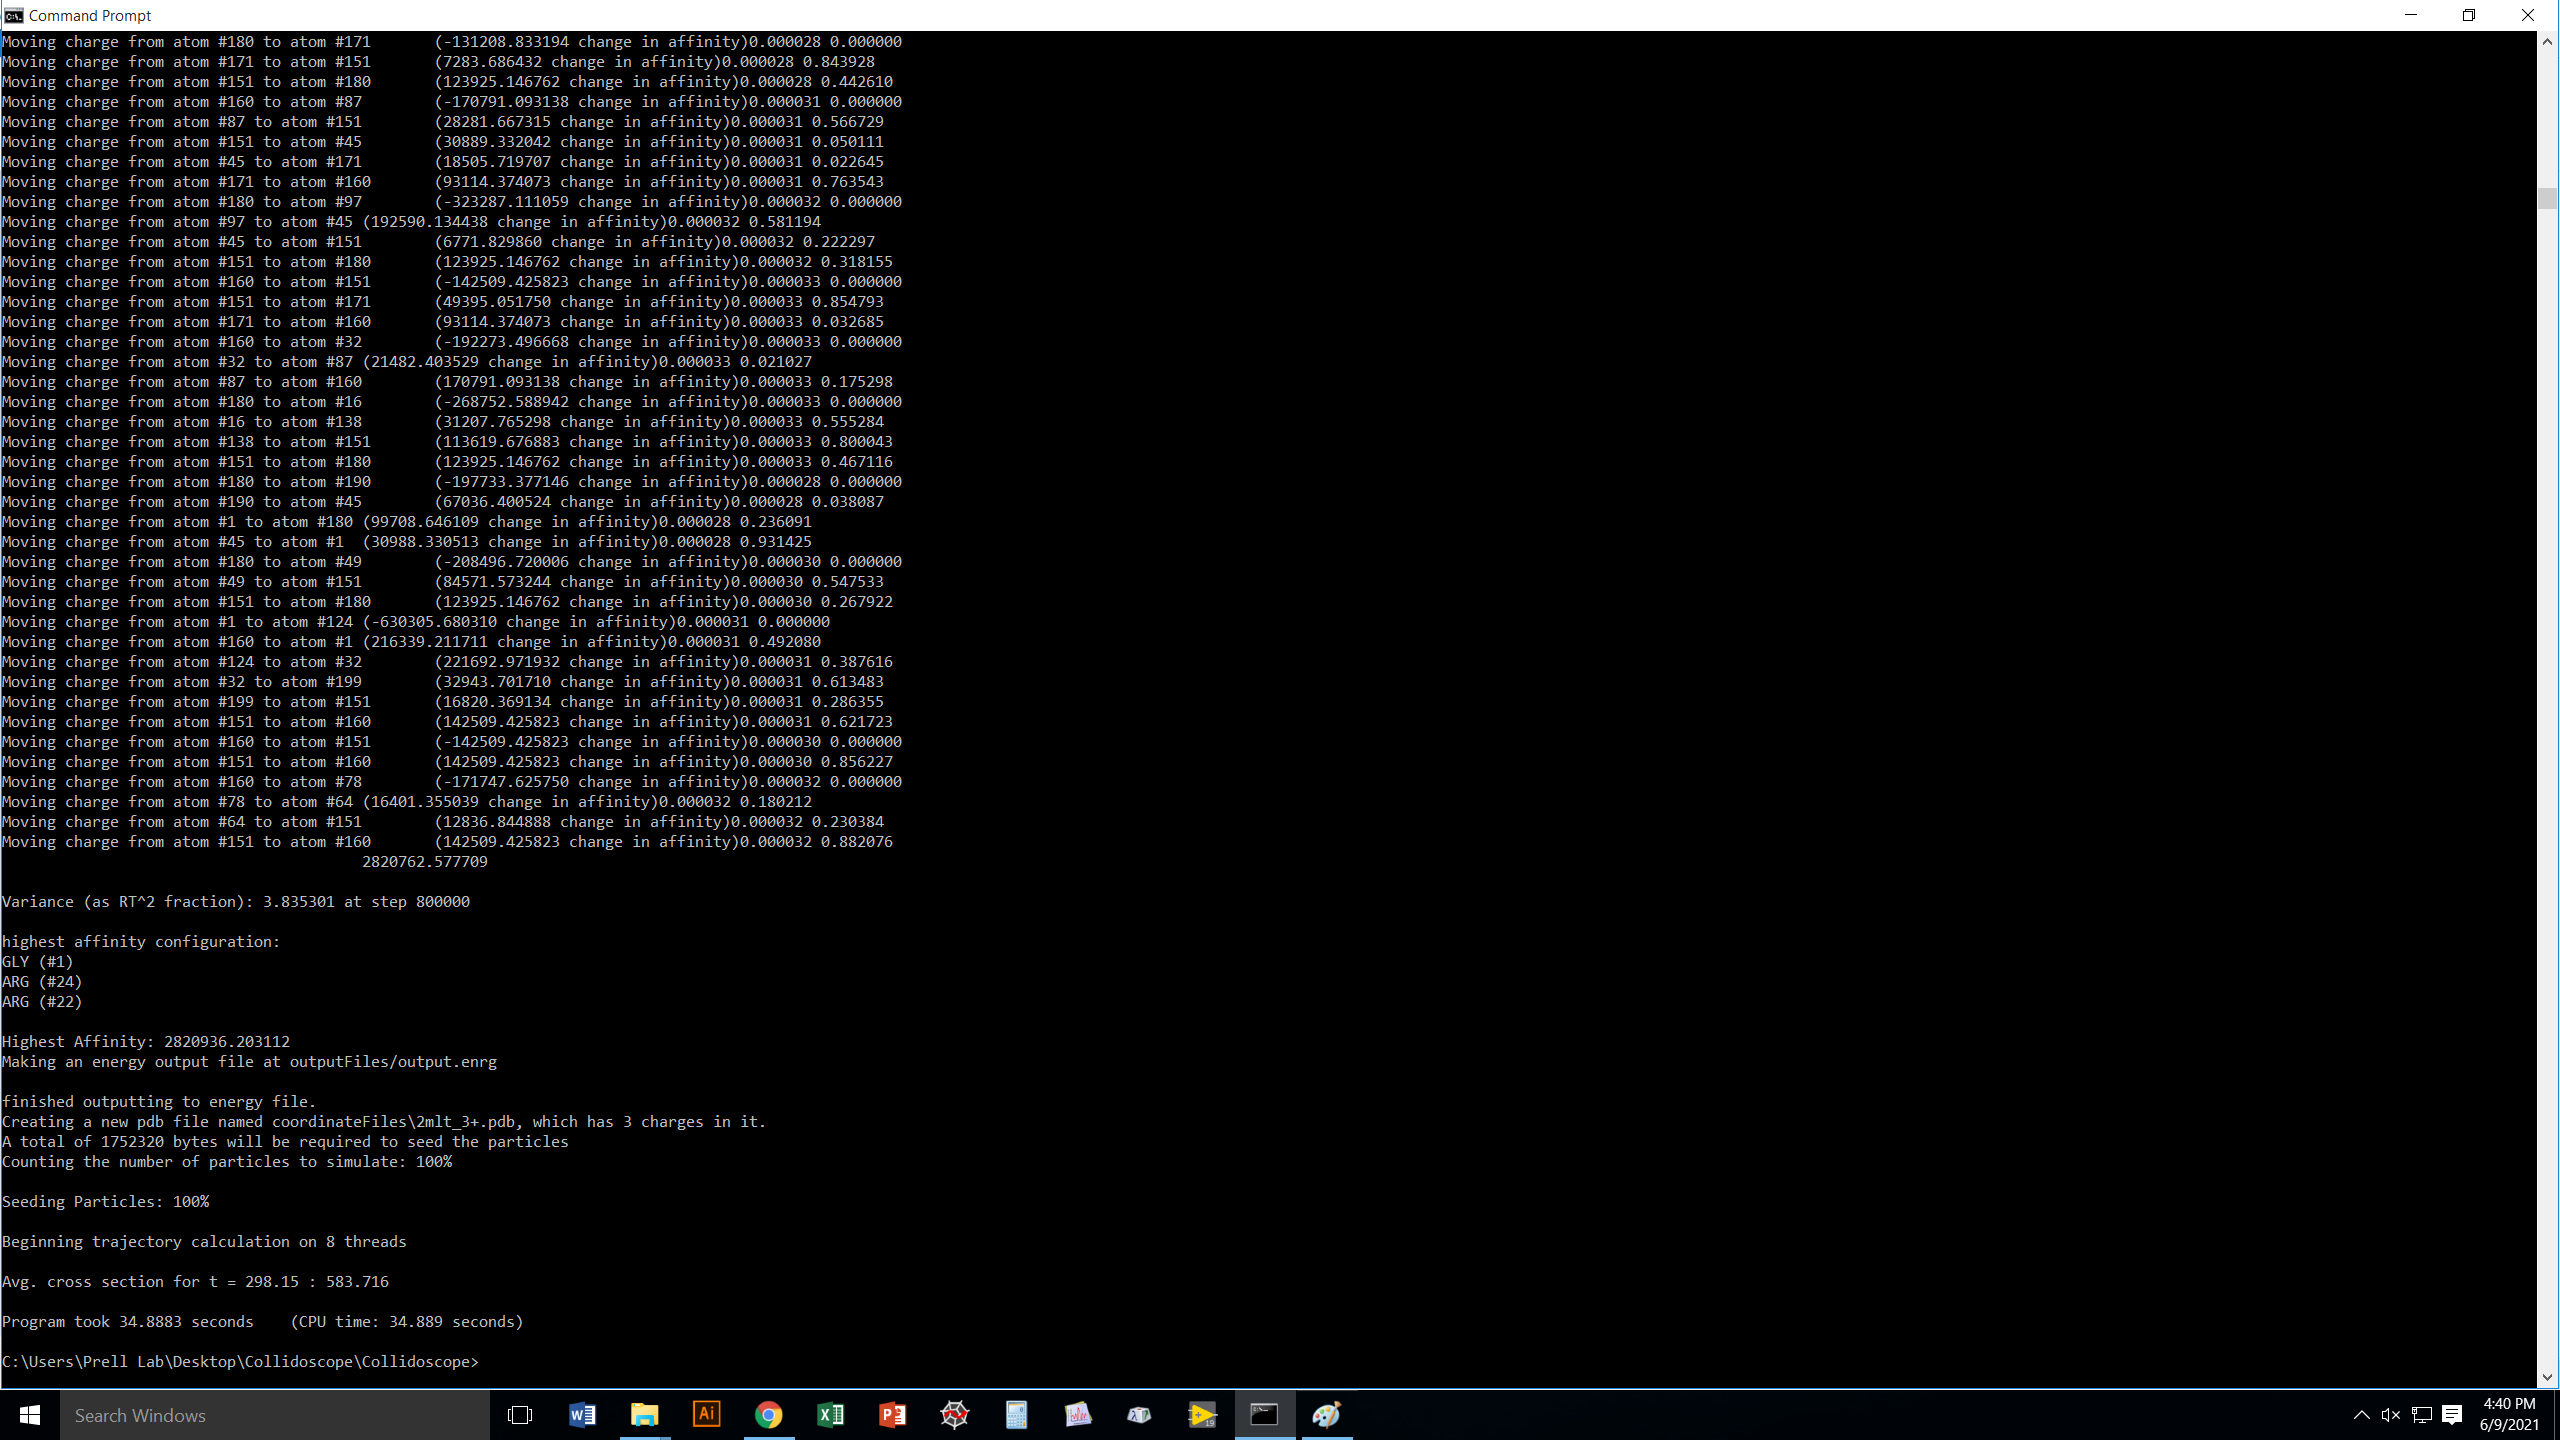 Command Prompt
Moving charge from atom #180 to atom #171 (-131208.833194 change in affinity)0.000028 0.000000
Moving charge from atom #171 to atom #151 (7283.686432 change in affinity)0.000028 0.843928
Moving charge from atom #151 to atom #180 (123925.146762 change in affinity)0.000028 0.442610
Moving charge from atom #160 to atom #87 (-170791.093138 change in affinity)0.000031 0.000000
Moving charge from atom #87 to atom #151 (28281.667315 change in affinity)0.000031 0.566729
Moving charge from atom #151 to atom #45 (30889.332042 change in affinity)0.000031 0.050111
Moving charge from atom #45 to atom #171 (18505.719707 change in affinity)0.000031 0.022645
Moving charge from atom #171 to atom #160 (93114.374073 change in affinity)0.000031 0.763543
Moving charge from atom #180 to atom #97 (-323287.111059 change in affinity)0.000032 0.000000
Moving charge from atom #97 to atom #45 (192590.134438 change in affinity)0.000032 0.581194
Moving charge from atom #45 to atom #151 (6771.829860 change in affinity)0.000032 0.222297
Moving charge from atom #151 to atom #180 (123925.146762 change in affinity)0.000032 0.318155
Moving charge from atom #160 to atom #151 (-142509.425823 change in affinity)0.000033 0.000000
Moving charge from atom #151 to atom #171 (49395.051750 change in affinity)0.000033 0.854793
Moving charge from atom #171 to atom #160 (93114.374073 change in affinity)0.000033 0.032685
Moving charge from atom #160 to atom #32 (-192273.496668 change in affinity)0.000033 0.000000
Moving charge from atom #32 to atom #87 (21482.403529 change in affinity)0.000033 0.021027
Moving charge from atom #87 to atom #160 (170791.093138 change in affinity)0.000033 0.175298
Moving charge from atom #180 to atom #16 (-268752.588942 change in affinity)0.000033 0.000000
Moving charge from atom #16 to atom #138 (31207.765298 change in affinity)0.000033 0.555284
Moving charge from atom #138 to atom #151 (113619.676883 change in affinity)0.000033 0.800043
Moving charge from atom #151 to atom #180 (123925.146762 change in affinity)0.000033 0.467116
Moving charge from atom #180 to atom #190 (-197733.377146 change in affinity)0.000028 0.000000
Moving charge from atom #190 to atom #45 (67036.400524 change in affinity)0.000028 0.038087
Moving charge from atom #1 to atom #180 (99708.646109 change in affinity)0.000028 0.236091
Moving charge from atom #45 to atom #1 (30988.330513 change in affinity)0.000028 0.931425
Moving charge from atom #180 to atom #49 (-208496.720006 change in affinity)0.000030 0.000000
Moving charge from atom #49 to atom #151 (84571.573244 change in affinity)0.000030 0.547533
Moving charge from atom #151 to atom #180 (123925.146762 change in affinity)0.000030 0.267922
Moving charge from atom #1 to atom #124 (-630305.680310 change in affinity)0.000031 0.000000
Moving charge from atom #160 to atom #1 (216339.211711 change in affinity)0.000031 0.492080
Moving charge from atom #124 to atom #32 (221692.971932 change in affinity)0.000031 0.387616
Moving charge from atom #32 to atom #199 (32943.701710 change in affinity)0.000031 0.613483
Moving charge from atom #199 to atom #151 (16820.369134 change in affinity)0.000031 0.286355
Moving charge from atom #151 to atom #160 (142509.425823 change in affinity)0.000031 0.621723
Moving charge from atom #160 to atom #151 (-142509.425823 change in affinity)0.000030 0.000000
Moving charge from atom #151 to atom #160 (142509.425823 change in affinity)0.000030 0.856227
Moving charge from atom #160 to atom #78 (-171747.625750 change in affinity)0.000032 0.000000
Moving charge from atom #78 to atom #64 (16401.355039 change in affinity)0.000032 0.180212
Moving charge from atom #64 to atom #151 (12836.844888 change in affinity)0.000032 0.230384
Moving charge from atom #151 to atom #160 (142509.425823 change in affinity)0.000032 0.882076
2820762.577709
Variance (as RT^2 fraction): 3.835301 at step 800000
highest affinity configuration:
GLY (#1)
ARG (#24)
ARG (#22)
Highest Affinity: 2820936.203112
Making an energy output file at outputFiles/output.enrg
finished outputting to energy file.
Creating a new pdb file named coordinateFiles\2mlt_3+.pdb, which has 3 charges in it.
A total of 1752320 bytes will be required to seed the particles
Counting the number of particles to simulate: 100%
Seeding Particles: 100%
Beginning trajectory calculation on 8 threads
Avg. cross section for t = 298.15 : 583.716
Program took 34.8883 seconds (CPU time: 34.889 seconds)
C:\Users\Prell Lab\Desktop\Collidoscope\Collidoscope>
Search Windows
4:40 PM
6/9/2021